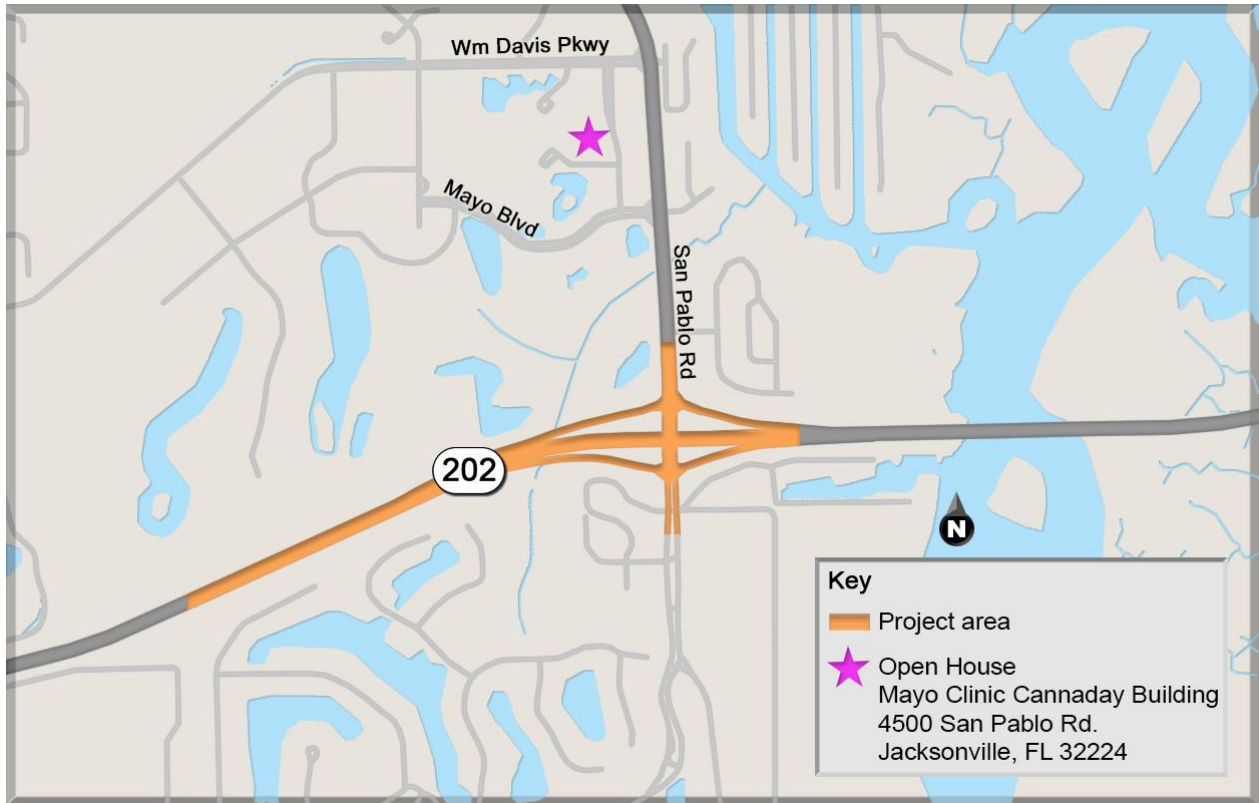 Wm Davis Pkwy
Mayo Blvd
San Pablo Rd
202
N
Key
Project area
Open House
Mayo Clinic Cannaday Building
4500 San Pablo Rd.
Jacksonville, FL 32224